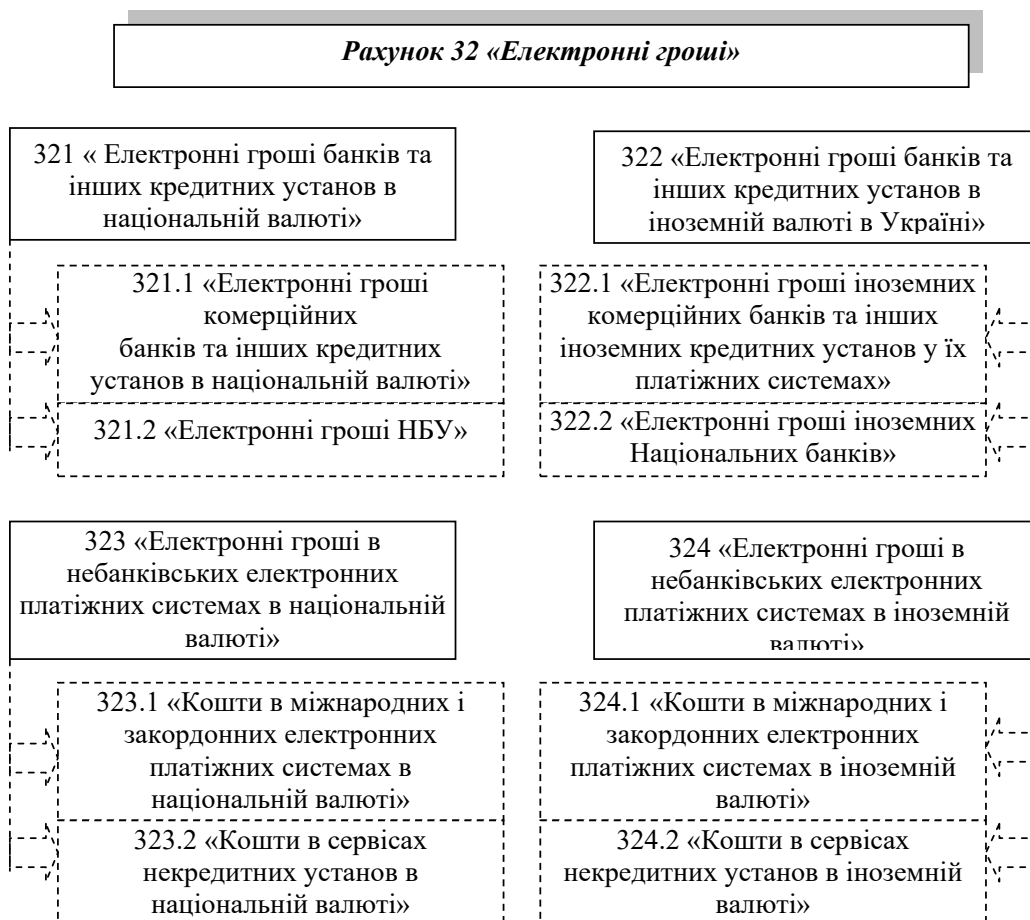 Рахунок 32 «Електронні гроші»
321 « Електронні гроші банків та
інших кредитних установ в
національній валюті»
322 «Електронні гроші банків та
інших кредитних установ в
іноземній валюті в Україні»
321.1 «Електронні гроші
комерційних
банків та інших кредитних
установ в національній валюті»
321.2 «Електронні гроші НБУ»
322.1 «Електронні гроші іноземних
комерційних банків та інших
іноземних кредитних установ у їх
платіжних системах»
322.2 «Електронні гроші іноземних
Національних банків»
323 «Електронні гроші в
небанківських електронних
платіжних системах в національній
валюті»
324 «Електронні гроші в
небанківських електронних
платіжних системах в іноземній
валюті»
323.1 «Кошти в міжнародних і
закордонних електронних
платіжних системах в
національній валюті»
323.2 «Кошти в сервісах
некредитних установ в
національній валюті»
324.1 «Кошти в міжнародних і
закордонних електронних
платіжних системах в іноземній
валюті»
324.2 «Кошти в сервісах
некредитних установ в іноземній
валюті»